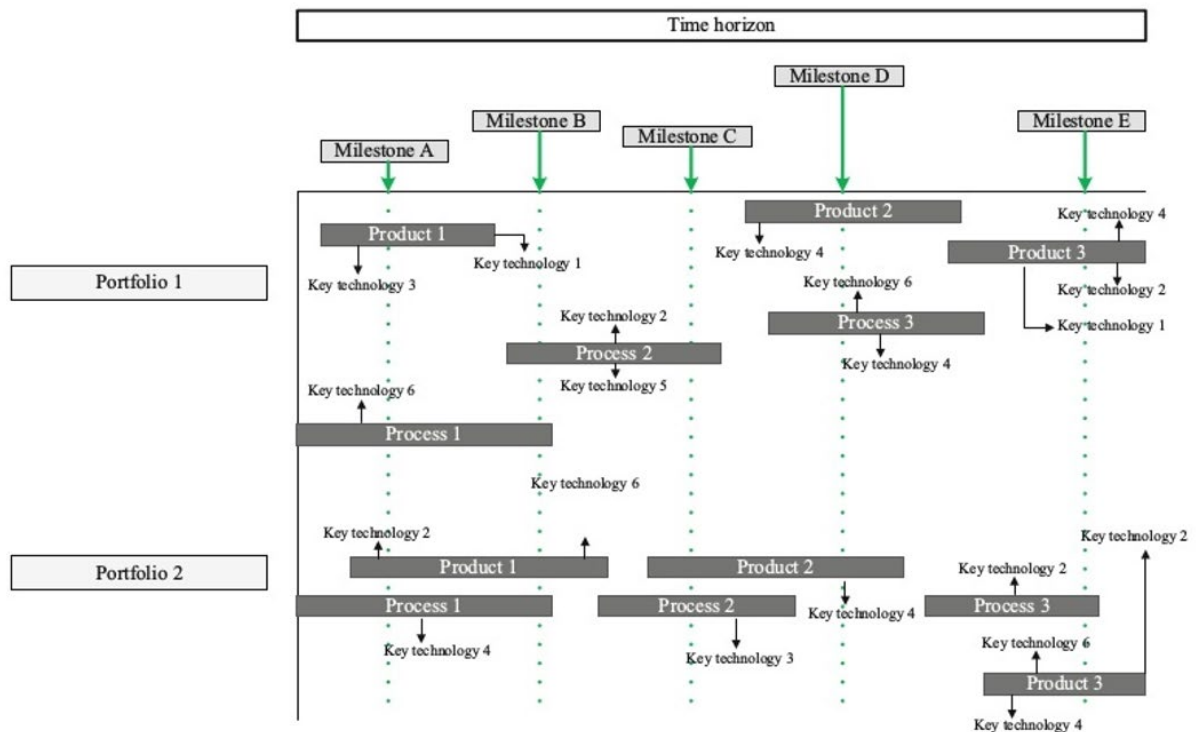 Time horizon
Milestone D
Milestone B
Milestone E
Milestone C
Milestone A
Portfolio 1
Product 1
Key technology 1
Key technology 3
Product 2
Key technology 4
Key technology 4
Product 3
Key technology 2
Key technology 1
Key technology 6
Process 3
Key technology 4
Key technology 2
Process 2
Key technology 5
Key technology 6
Process 1
Portfolio 2
Key technology 6
Key technology 2
Product 1
Process 1
Key technology 4
Product 2
Key technology 4
Process 2
Key technology 3
Key technology 2
Key technology 2
Process 3
Key technology 6
Product 3
Key technology 4